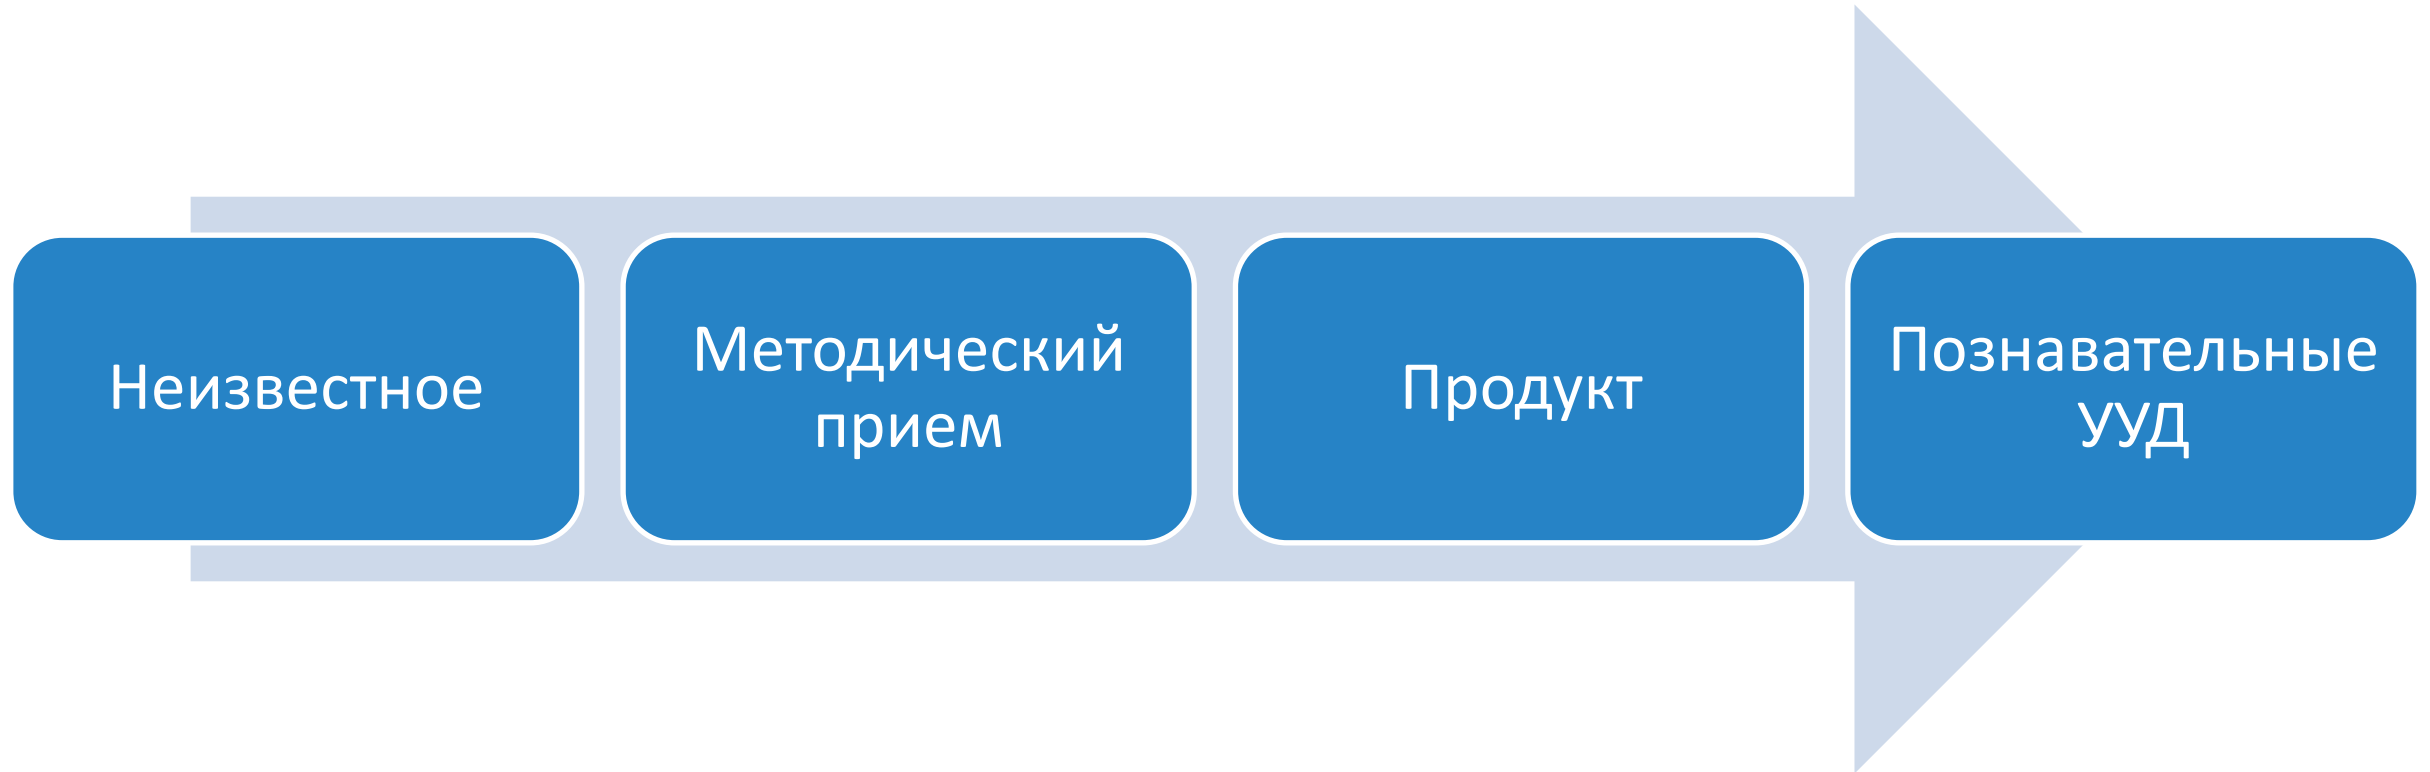 Неизвестное
Методический
прием
Продукт
Познавательные
УУД